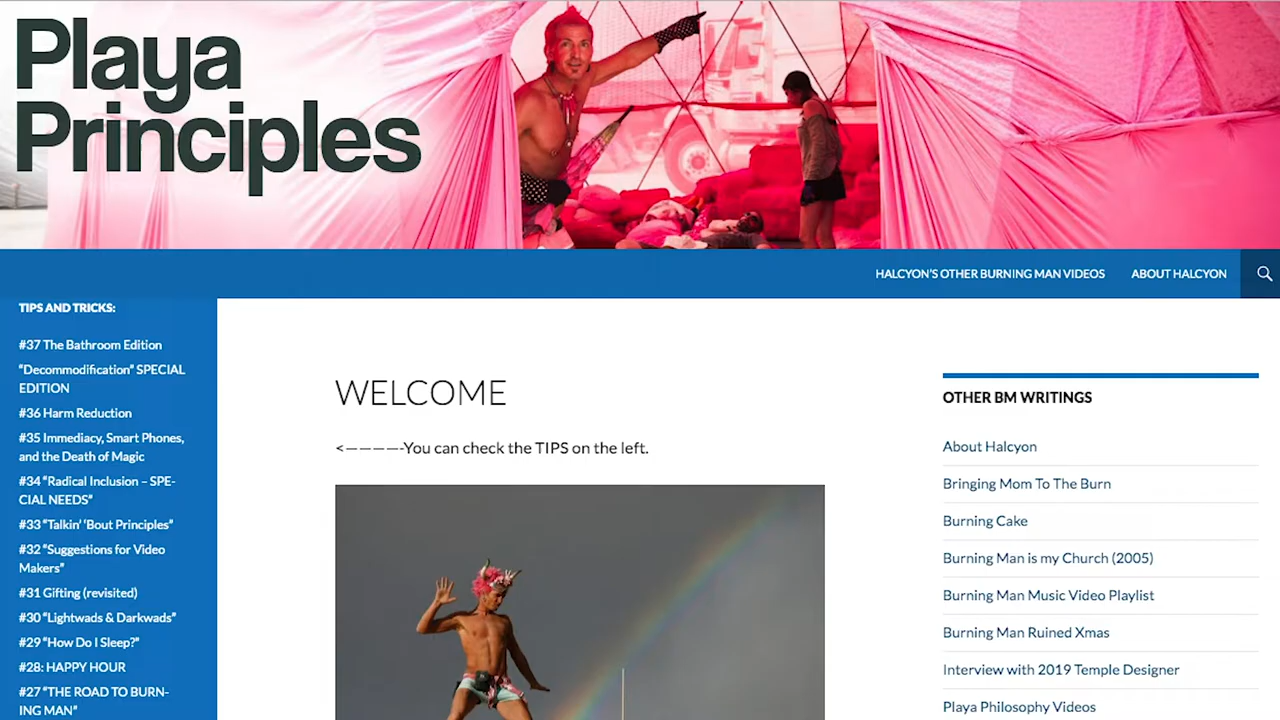 Playa
Principles
HALCYON'S OTHER BURNING MAN VIDEOS
ABOUT HALCYON
TIPS AND TRICKS:
#37 The Bathroom Edition
"Decommodification" SPECIAL
EDITION
#36 Harm Reduction
#35 Immediacy, Smart Phones,
and the Death of Magic
#34 "Radical Inclusion – SPE-
CIAL NEEDS"
#33 "Talkin' 'Bout Principles"
#32 "Suggestions for Video
Makers"
#31 Gifting (revisited)
#30 "Lightwads & Darkwads"
#29 "How Do I Sleep?"
#28: HAPPY HOUR
#27 "THE ROAD TO BURN-
ING MAN"
WELCOME
<————-You can check the TIPS on the left.
OTHER BM WRITINGS
About Halcyon
Bringing Mom To The Burn
Burning Cake
Burning Man is my Church (2005)
Burning Man Music Video Playlist
Burning Man Ruined Xmas
Interview with 2019 Temple Designer
Playa Philosophy Videos